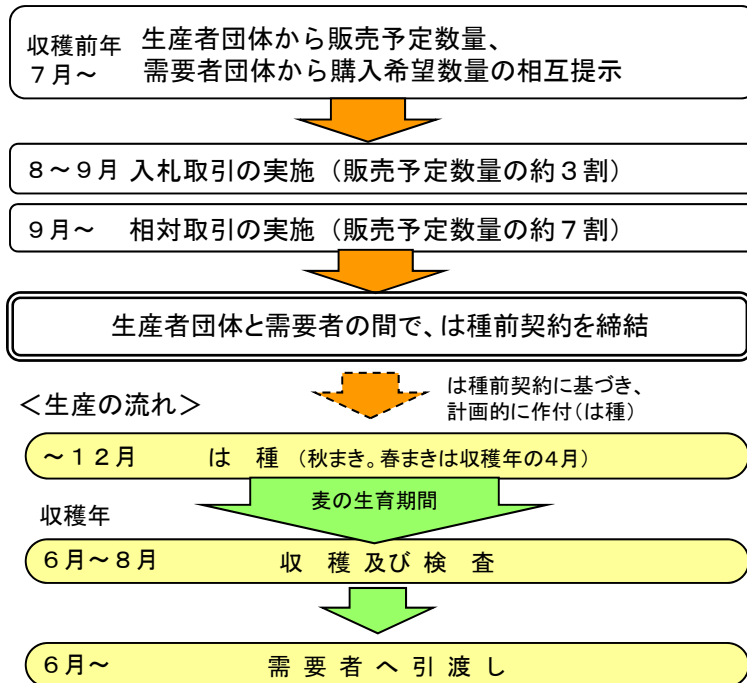 収穫前年
7月~
生産者団体から販売予定数量、
需要者団体から購入希望数量の相互提示
8~9月 入札取引の実施(販売予定数量の約3割)
9月~ 相対取引の実施(販売予定数量の約7割)
生産者団体と需要者の間で、は種前契約を締結
は種前契約に基づき、
計画的に作付(は種)
<生産の流れ>
~12月 は 種 (秋まき。春まきは収穫年の4月)
麦の生育期間
収穫年
6月~8月 収 穫 及 び 検 査
6月~ 需 要 者 へ 引 渡 し